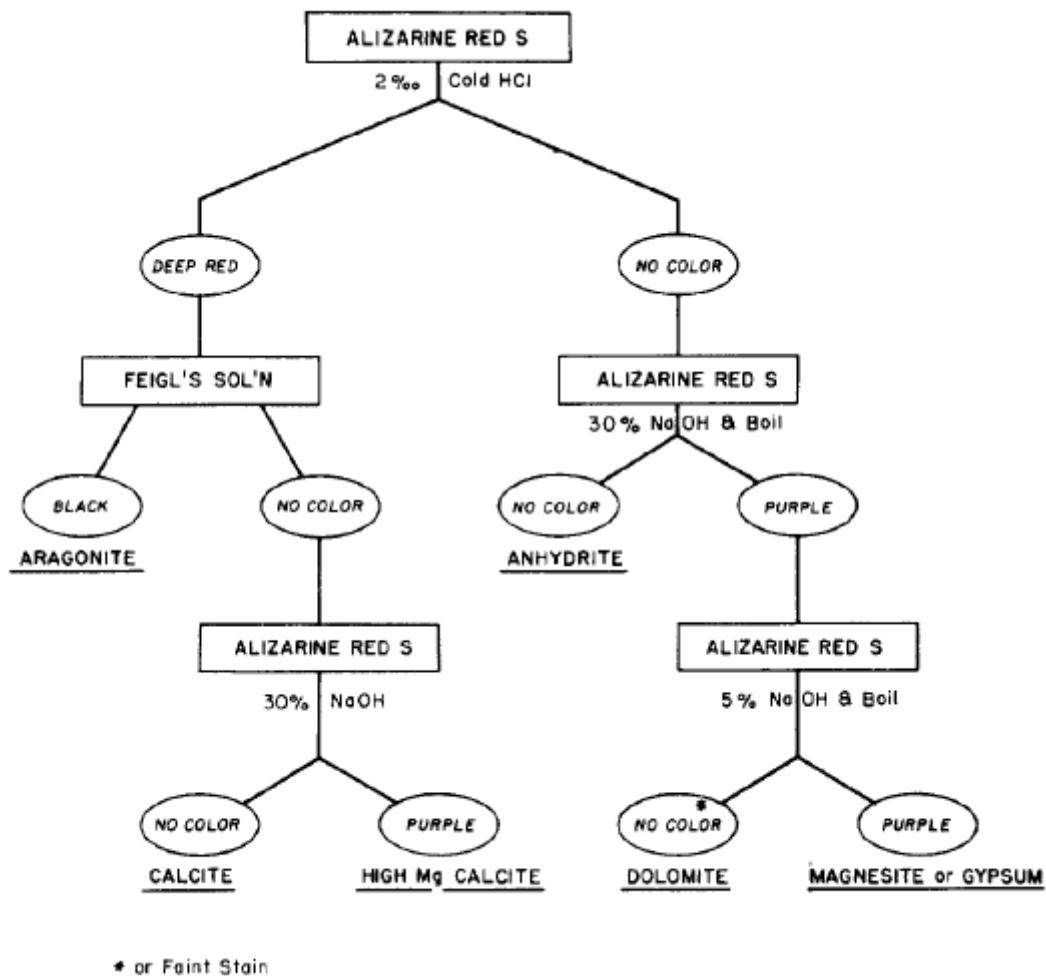 ALIZARINE RED S
2‰ Cold HCl
DEEP RED
NO COLOR
FEIGL'S SOL'N
ALIZARINE RED S
30% NaOH & Boil
BLACK
NO COLOR
NO COLOR
PURPLE
ARAGONITE
ANHYDRITE
ALIZARINE RED S
ALIZARINE RED S
30% NaOH
5% NaOH & Boil
NO COLOR
PURPLE
NO COLOR*
PURPLE
CALCITE
HIGH Mg CALCITE
DOLOMITE
MAGNESITE or GYPSUM
* or Faint Stain